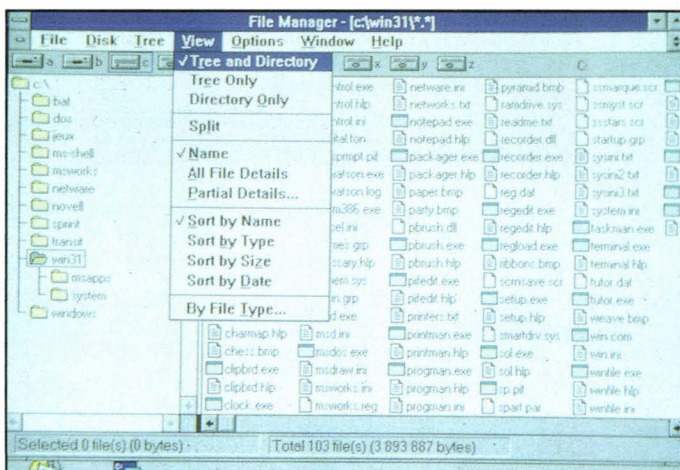 File Manager - [c:\win31\*.*]
File Disk Tree View Options Window Help
a b c x y z
✓Tree and Directory
Tree Only
Directory Only
Split
✓Name
All File Details
Partial Details...
✓Sort by Name
Sort by Type
Sort by Size
Sort by Date
By File Type...
c:\
bat
dos
jeux
ms-shell
msworks
netware
novell
sprint
transit
win31
msapps
system
windows
charmap.hlp
chess.bmp
clipbrd.exe
clipbrd.hlp
clock.exe
msd.ini
msdos.exe
msdraw.ini
msworks.ini
msworks.reg
netware.ini
networks.txt
notepad.exe
notepad.hlp
packager.exe
packager.hlp
paper.bmp
party.bmp
pbrush.dll
pbrush.exe
pbrush.hlp
pifedit.exe
pifedit.hlp
printers.txt
printman.exe
printman.hlp
progman.exe
progman.hlp
progman.ini
pyramid.bmp
ramdrive.sys
readme.txt
recorder.dll
recorder.exe
recorder.hlp
reg.dat
regedit.exe
regedit.hlp
regload.exe
ribbons.bmp
scrnsave.scr
setup.exe
setup.hlp
smartdrv.sys
sol.exe
sol.hlp
sp.pif
spart.par
ssmarque.scr
ssmyst.scr
ssstars.scr
startup.grp
sysini.txt
sysini2.txt
sysini3.txt
system.ini
taskman.exe
terminal.exe
terminal.hlp
tutor.dat
tutor.exe
weave.bmp
win.com
win.ini
winfile.exe
winfile.hlp
winfile.ini
Selected 0 file(s) (0 bytes)
Total 103 file(s) (3 893 887 bytes)